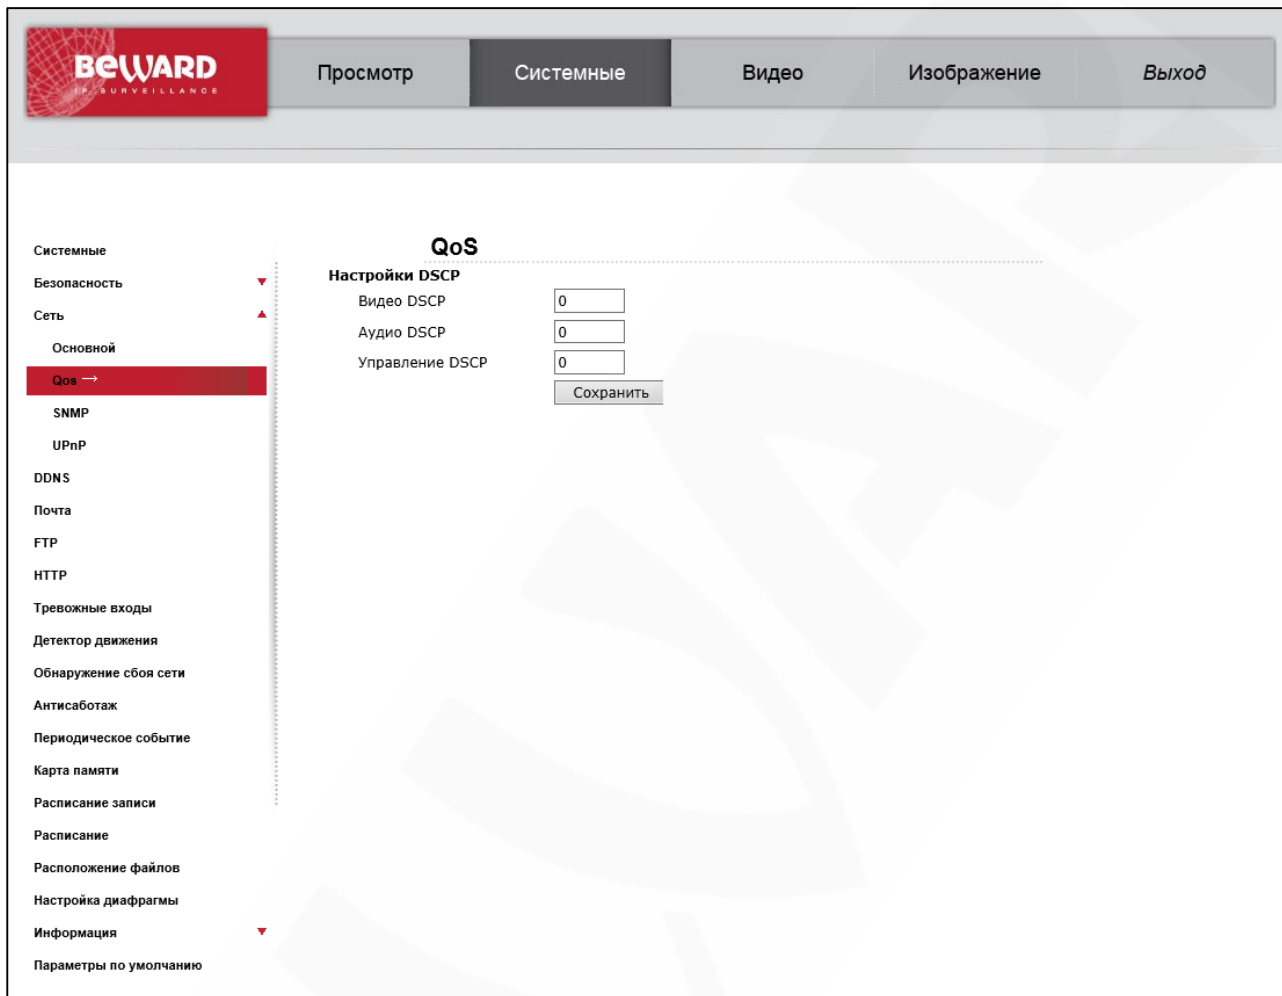 BEWARD
IP SURVEILLANCE
Просмотр
Системные
Видео
Изображение
Выход
Системные
Безопасность
Сеть
Основной
Qos →
SNMP
UPnP
DDNS
Почта
FTP
HTTP
Тревожные входы
Детектор движения
Обнаружение сбоя сети
Антисаботаж
Периодическое событие
Карта памяти
Расписание записи
Расписание
Расположение файлов
Настройка диафрагмы
Информация
Параметры по умолчанию
QoS
Настройки DSCP
Видео DSCP 0
Аудио DSCP 0
Управление DSCP 0
Сохранить